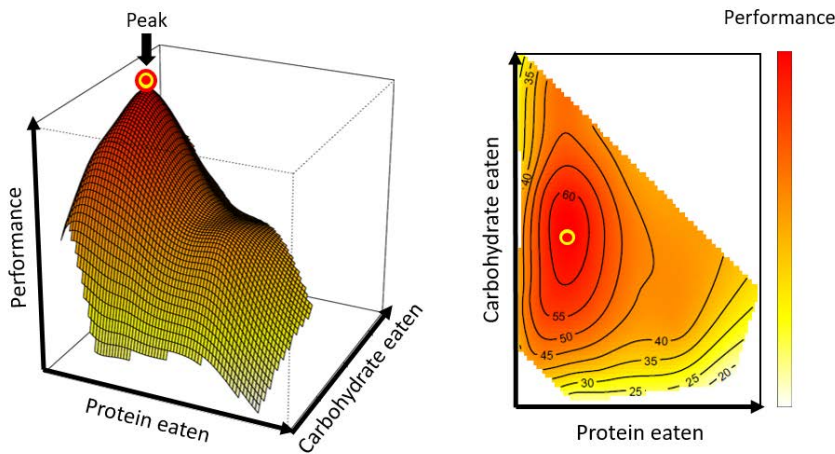 Peak
Performance
Protein eaten
Carbohydrate eaten
Performance
Carbohydrate eaten
Protein eaten
35
40
60
55
50
45
40
35
30
25
25
20